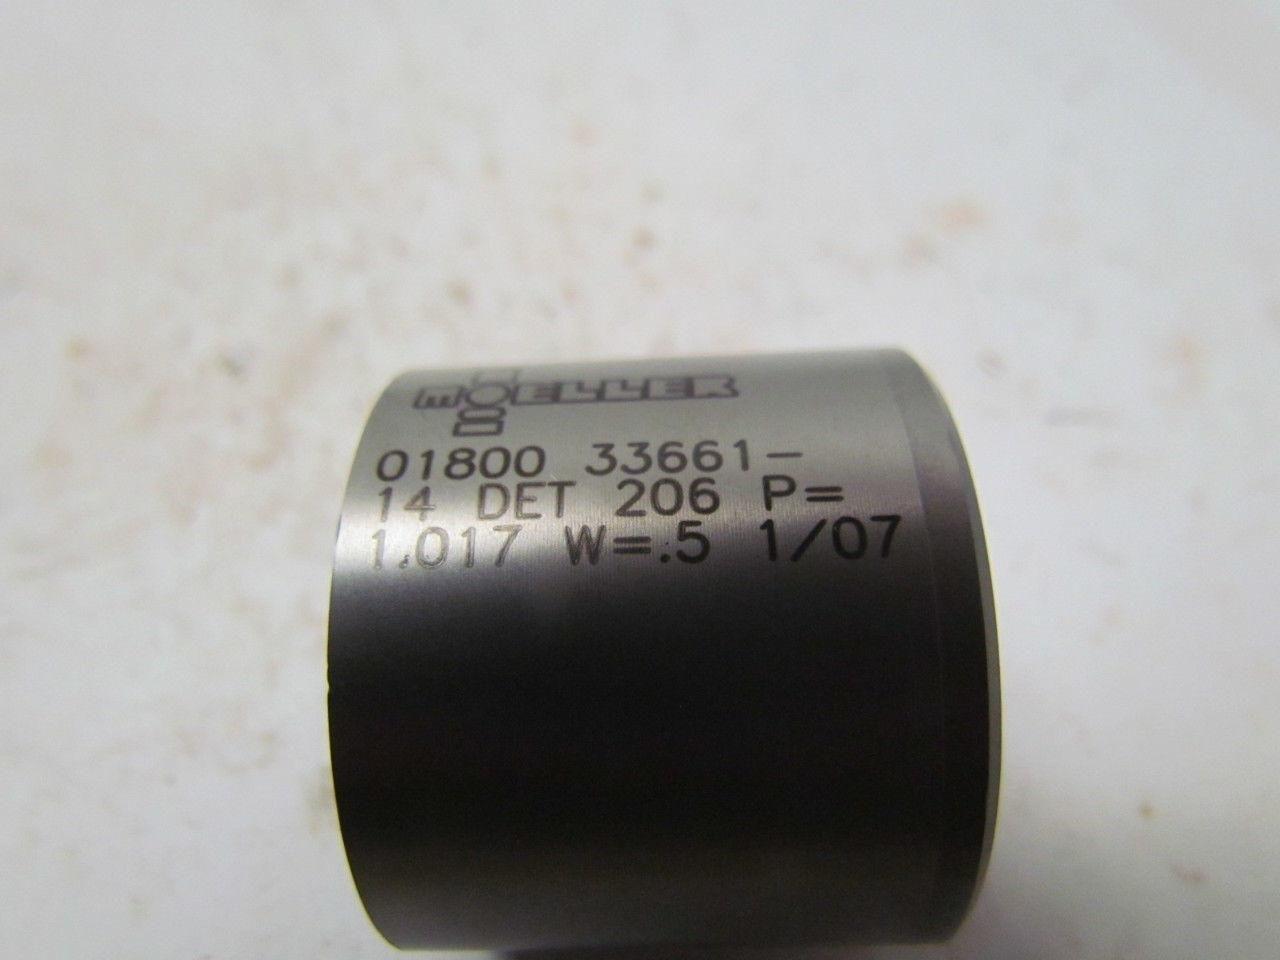 MOELLER
01800 33661-
14 DET 206 P=
1.017 W=.5 1/07